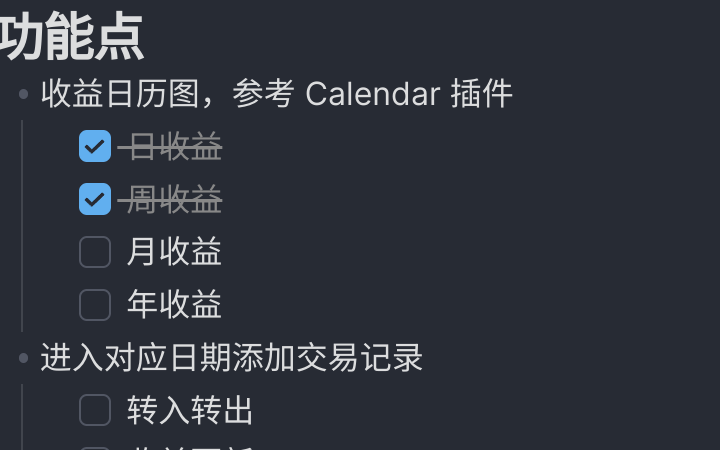 功能点
收益日历图，参考 Calendar 插件
日收益
周收益
月收益
年收益
进入对应日期添加交易记录
转入转出